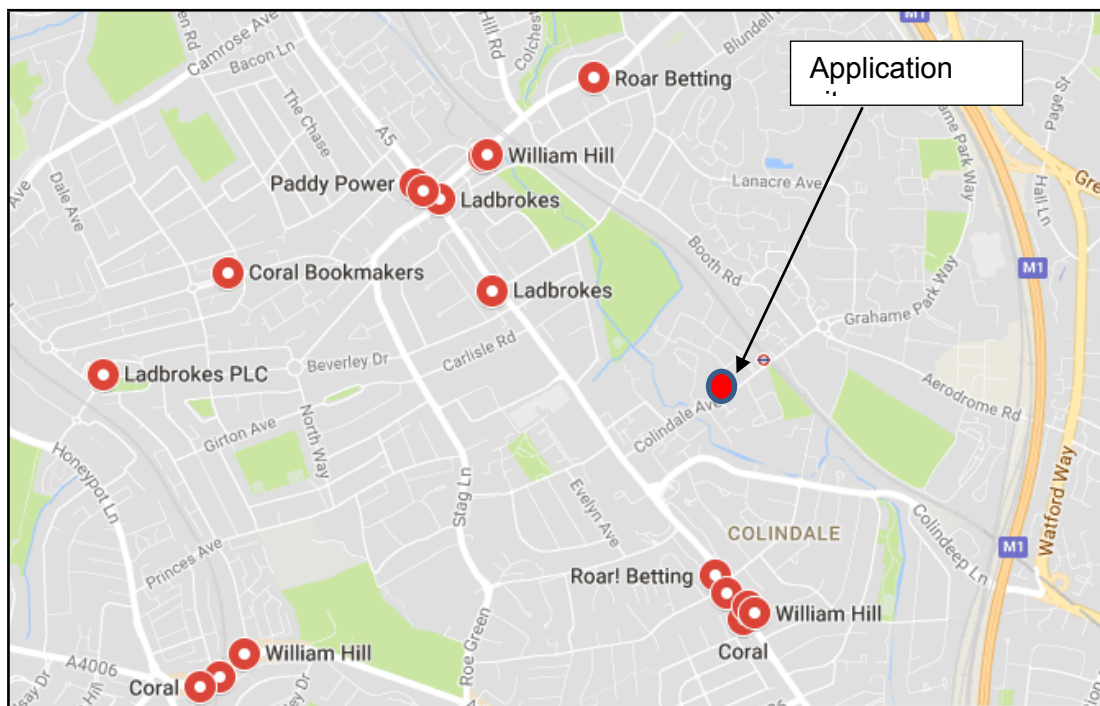 Camrose Ave
Bacon Ln
The Chase
A5
Hill Rd
Roar Betting
Application
M1
Page St
William Hill
Paddy Power
Ladbrokes
Lanacre Ave
Hall Ln
Dale Ave
Ave
Coral Bookmakers
Ladbrokes
Booth Rd
M1
Grahame Park Way
Carlisle Rd
Beverley Dr
Ladbrokes PLC
Girton Ave
North Way
Colindale Ave
Aerodrome Rd
Honeypot Ln
Stag Ln
Evelyn Ave
COLINDALE
Colindeep Ln
Watford Way
M1
Princes Ave
Roar! Betting
William Hill
Coral
Roe Green
William Hill
A4006
Coral